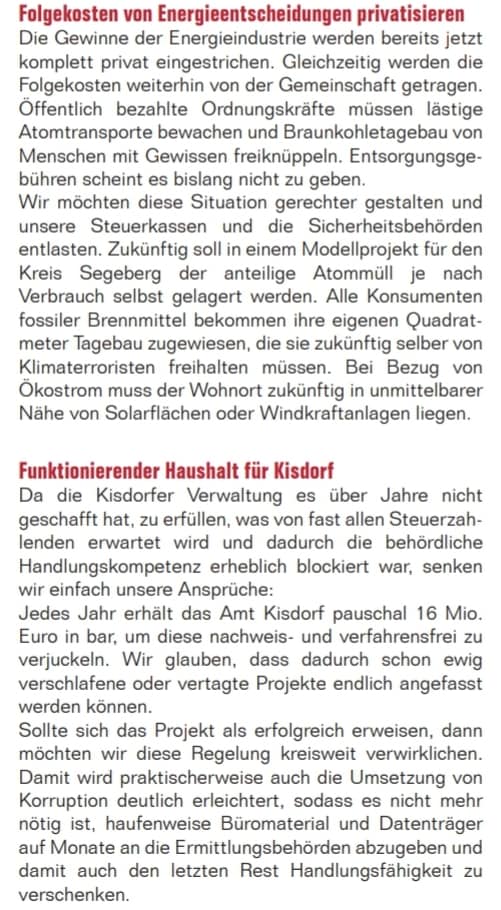 Folgekosten von Energieentscheidungen privatisieren
Die Gewinne der Energieindustrie werden bereits jetzt
komplett privat eingestrichen. Gleichzeitig werden die
Folgekosten weiterhin von der Gemeinschaft getragen.
Öffentlich bezahlte Ordnungskräfte müssen lästige
Atomtransporte bewachen und Braunkohletagebau von
Menschen mit Gewissen freiknüppeln. Entsorgungsge-
bühren scheint es bislang nicht zu geben.
Wir möchten diese Situation gerechter gestalten und
unsere Steuerkassen und die Sicherheitsbehörden
entlasten. Zukünftig soll in einem Modellprojekt für den
Kreis Segeberg der anteilige Atommüll je nach
Verbrauch selbst gelagert werden. Alle Konsumenten
fossiler Brennmittel bekommen ihre eigenen Quadrat-
meter Tagebau zugewiesen, die sie zukünftig selber von
Klimaterroristen freihalten müssen. Bei Bezug von
Ökostrom muss der Wohnort zukünftig in unmittelbarer
Nähe von Solarflächen oder Windkraftanlagen liegen.
Funktionierender Haushalt für Kisdorf
Da die Kisdorfer Verwaltung es über Jahre nicht
geschafft hat, zu erfüllen, was von fast allen Steuerzah-
lenden erwartet wird und dadurch die behördliche
Handlungskompetenz erheblich blockiert war, senken
wir einfach unsere Ansprüche:
Jedes Jahr erhält das Amt Kisdorf pauschal 16 Mio.
Euro in bar, um diese nachweis- und verfahrensfrei zu
verjuckeln. Wir glauben, dass dadurch schon ewig
verschlafene oder vertagte Projekte endlich angefasst
werden können.
Sollte sich das Projekt als erfolgreich erweisen, dann
möchten wir diese Regelung kreisweit verwirklichen.
Damit wird praktischerweise auch die Umsetzung von
Korruption deutlich erleichtert, sodass es nicht mehr
nötig ist, haufenweise Büromaterial und Datenträger
auf Monate an die Ermittlungsbehörden abzugeben und
damit auch den letzten Rest Handlungsfähigkeit zu
verschenken.